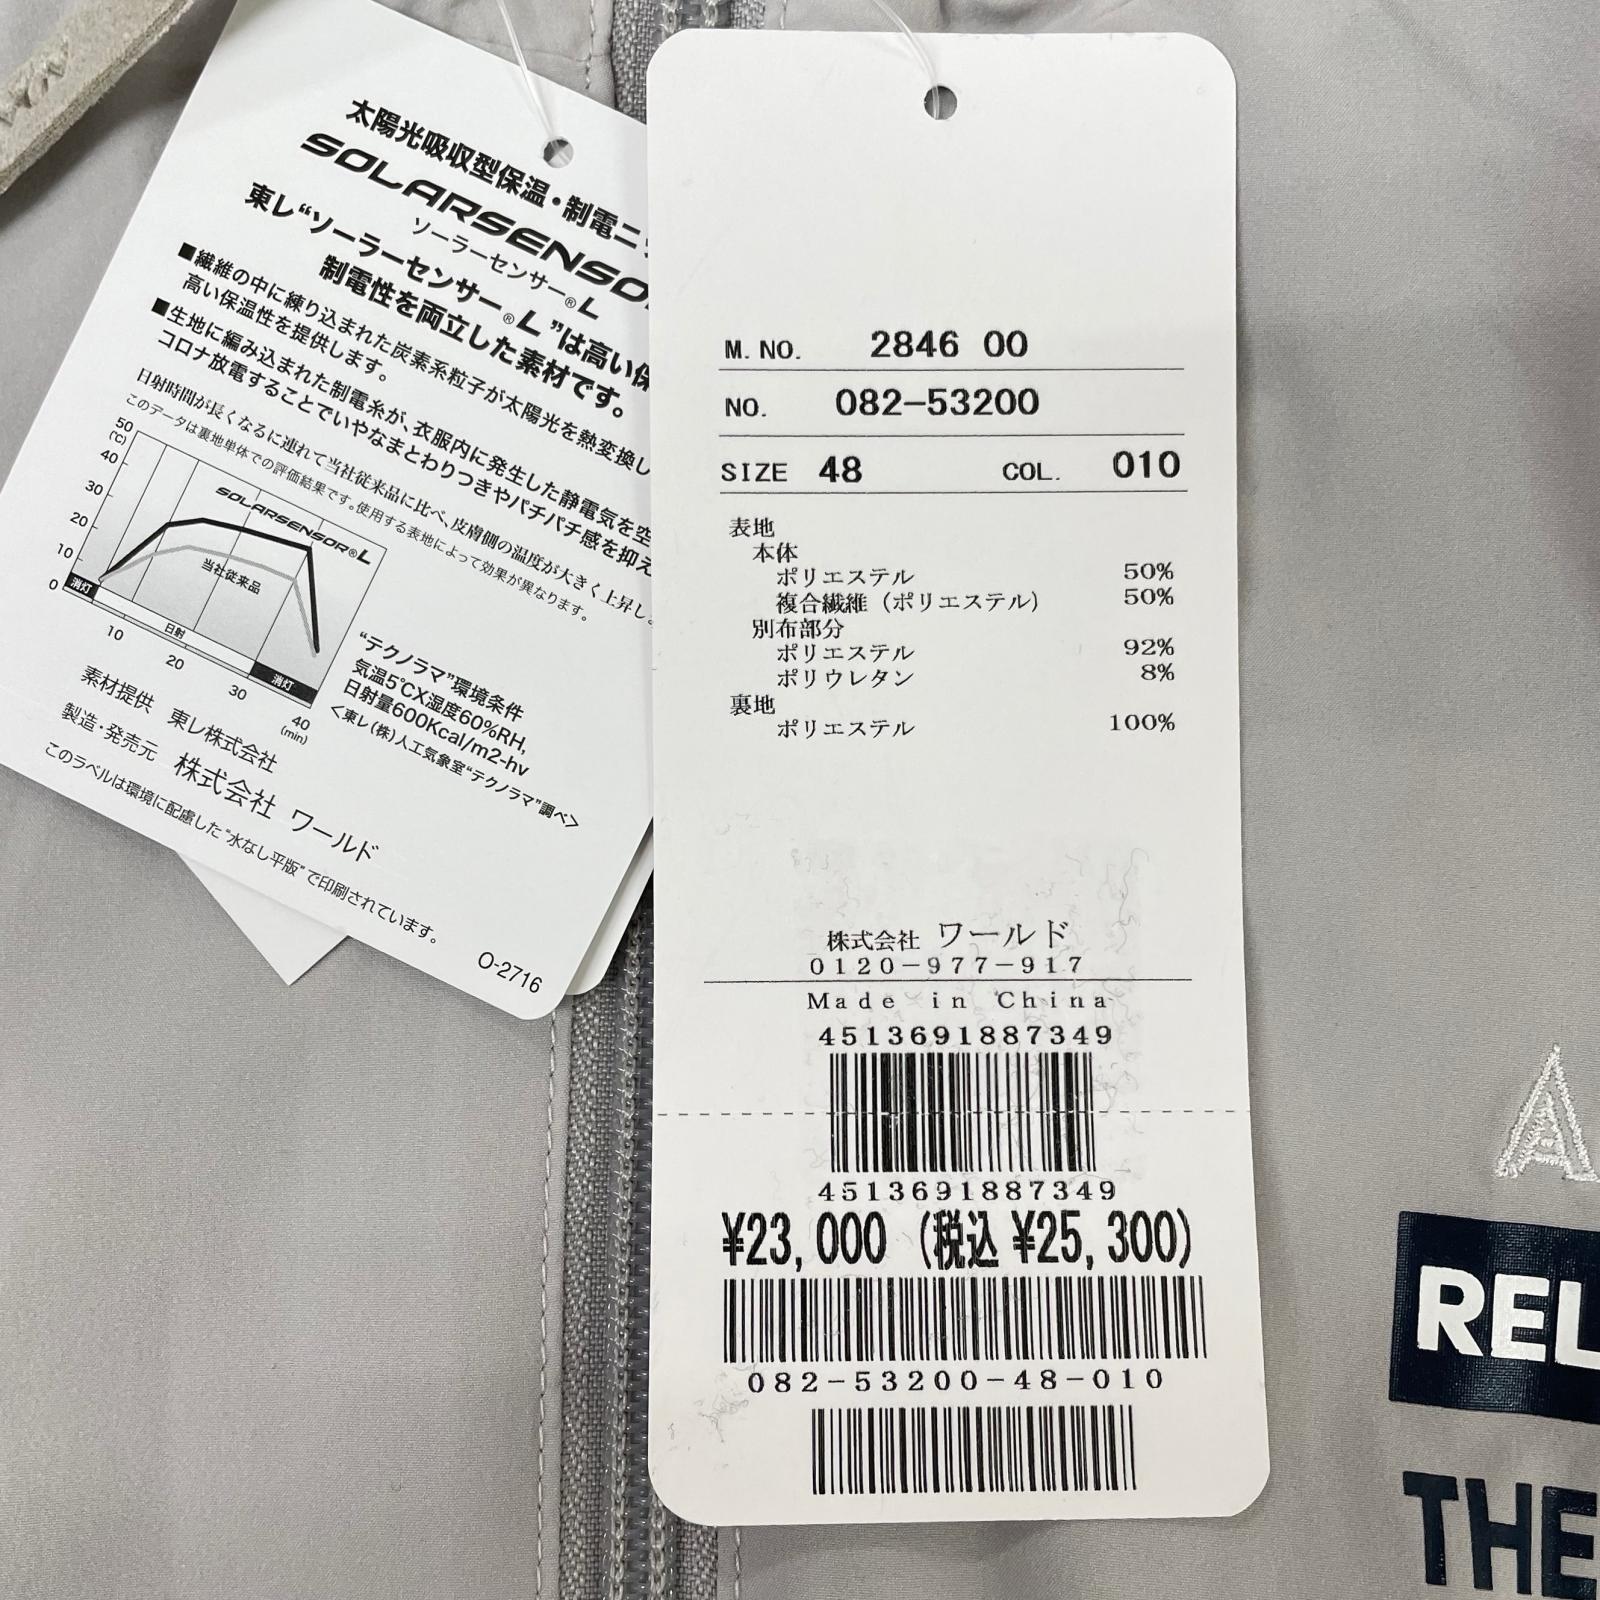 太陽光吸収型保温・制電ニッ
SOLARSENSO
ソーラーセンサー®L
東レ“ソーラーセンサー®L”は高い保
制電性を両立した素材です。
■繊維の中に練り込まれた炭素系粒子が太陽光を熱変換し
高い保温性を提供します。
■生地に編み込まれた制電糸が、衣服内に発生した静電気を空
コロナ放電することでいやなまとわりつきやパチパチ感を抑え
日射時間が長くなるに連れて当社従来品に比べ、皮膚側の温度が大きく上昇し
このデータは裏地単体での評価結果です。使用する表地によって効果が異なります。
50
(℃)
40
30
20
10
0
SOLARSENSOR®L
当社従来品
消灯
日射
消灯
10
20
30
40
(min)
“テクノラマ”環境条件
気温5℃X湿度60%RH,
日射量600Kcal/m2-hv
<東レ(株)人工気象室“テクノラマ”調べ>
素材提供 東レ株式会社
製造・発売元 株式会社 ワールド
このラベルは環境に配慮した“水なし平版”で印刷されています。
O-2716
M.NO. 2846 00
NO. 082-53200
SIZE 48 COL. 010
表地
本体
ポリエステル 50%
複合繊維(ポリエステル) 50%
別布部分
ポリエステル 92%
ポリウレタン 8%
裏地
ポリエステル 100%
株式会社 ワールド
0120-977-917
Made in China
4513691887349
4513691887349
¥23,000 (税込 ¥25,300)
082-53200-48-010
A
REL
THE